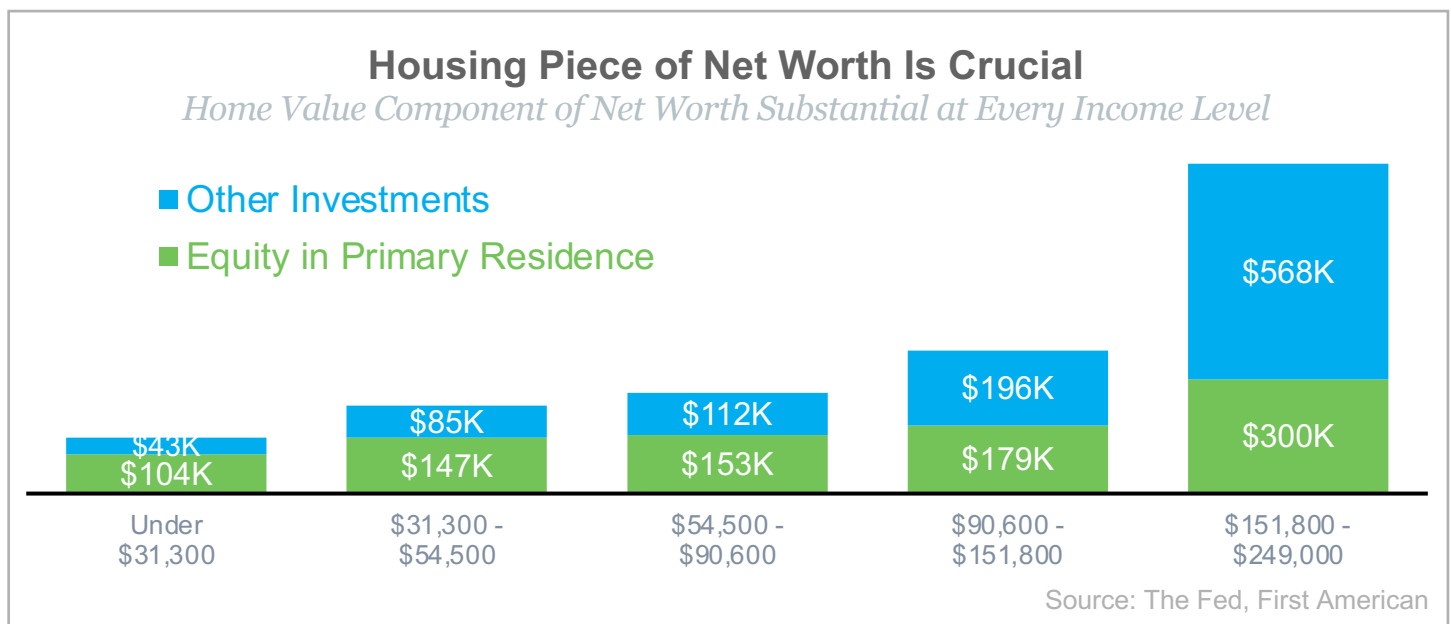 Housing Piece of Net Worth Is Crucial
Home Value Component of Net Worth Substantial at Every Income Level
Other Investments
Equity in Primary Residence
$43K
$104K
$85K
$147K
$112K
$153K
$196K
$179K
$568K
$300K
Under
$31,300
$31,300 -
$54,500
$54,500 -
$90,600
$90,600 -
$151,800
$151,800 -
$249,000
Source: The Fed, First American